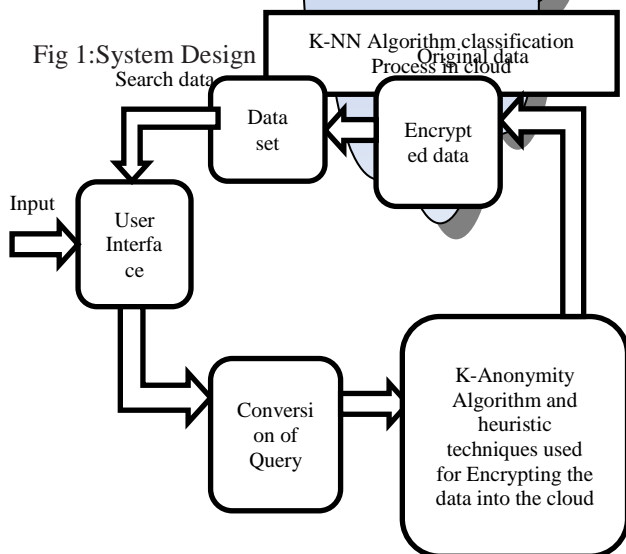 K-NN Algorithm classification
Process in cloud
Original data
Fig 1:System Design
Search data
Data
set
Encrypt
ed data
Input
User
Interfa
ce
Conversi
on of
Query
K-Anonymity
Algorithm and
heuristic
techniques used
for Encrypting the
data into the cloud